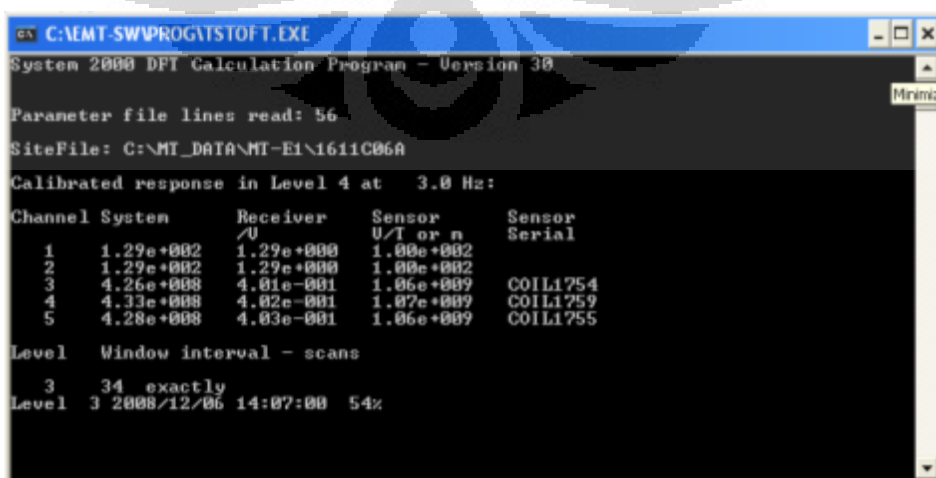 C:\EMT-SW\PROG\TSTOFT.EXE
System 2000 DFT Calculation Program - Version 30
Minimiz
Parameter file lines read: 56
SiteFile: C:\MT_DATA\MT-E1\1611C06A
Calibrated response in Level 4 at 3.0 Hz:
Channel System Receiver Sensor Sensor
/V V/T or m Serial
1 1.29e+002 1.29e+000 1.00e+002
2 1.29e+002 1.29e+000 1.00e+002
3 4.26e+008 4.01e-001 1.06e+009 COIL1754
4 4.33e+008 4.02e-001 1.07e+009 COIL1759
5 4.28e+008 4.03e-001 1.06e+009 COIL1755
Level Window interval - scans
3 34 exactly
Level 3 2008/12/06 14:07:00 54%